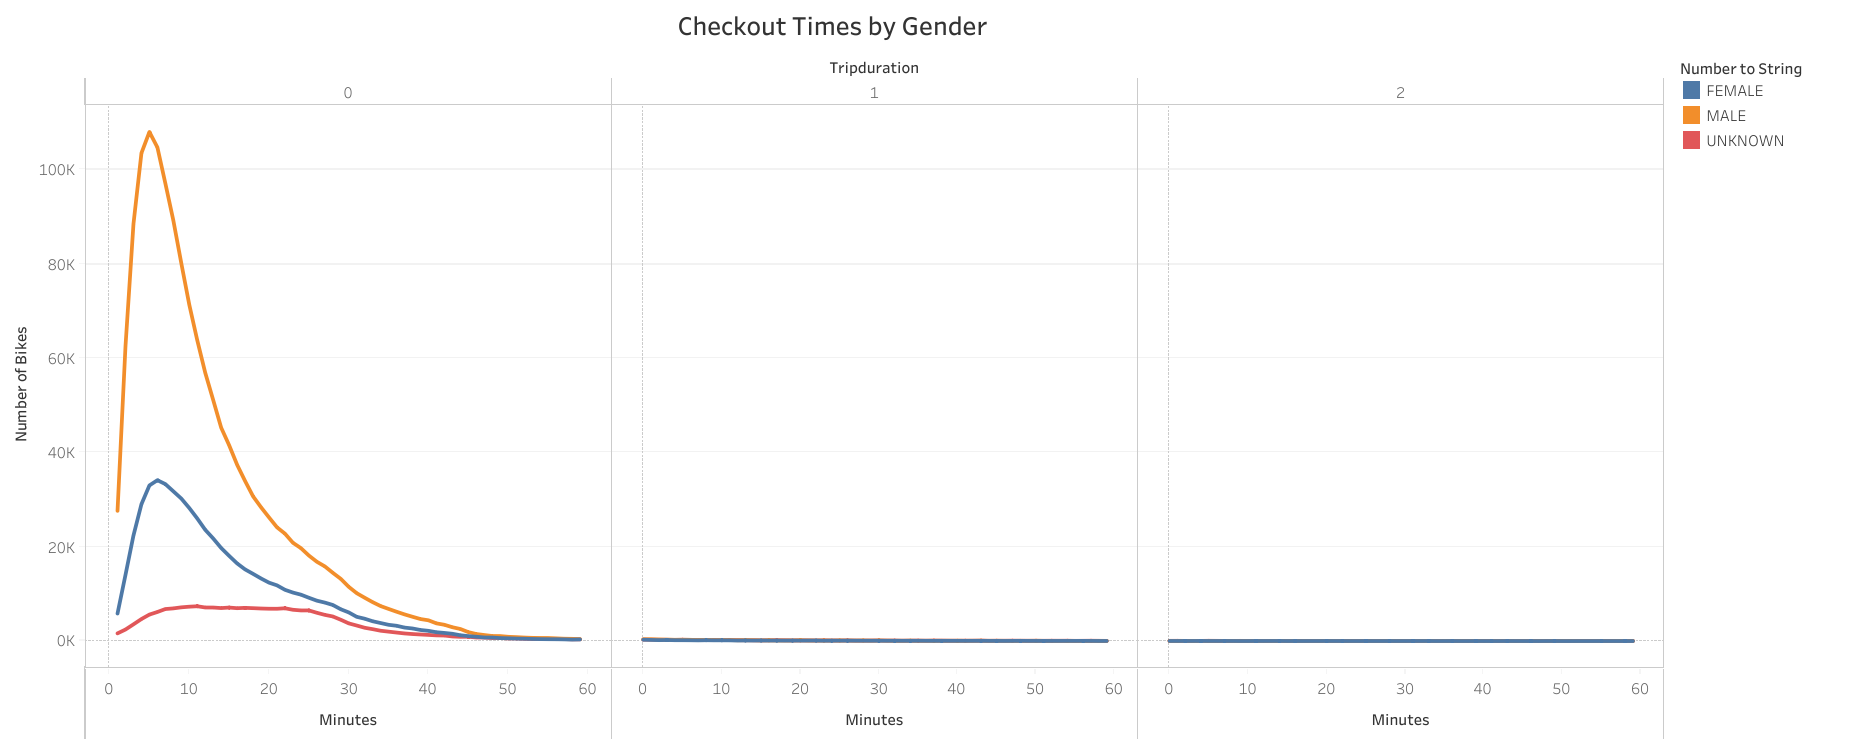 Checkout Times by Gender
Tripduration
0 1 2
Number to String
FEMALE
MALE
UNKNOWN
Number of Bikes
100K
80K
60K
40K
20K
0K
0 10 20 30 40 50 60 0 10 20 30 40 50 60 0 10 20 30 40 50 60
Minutes Minutes Minutes